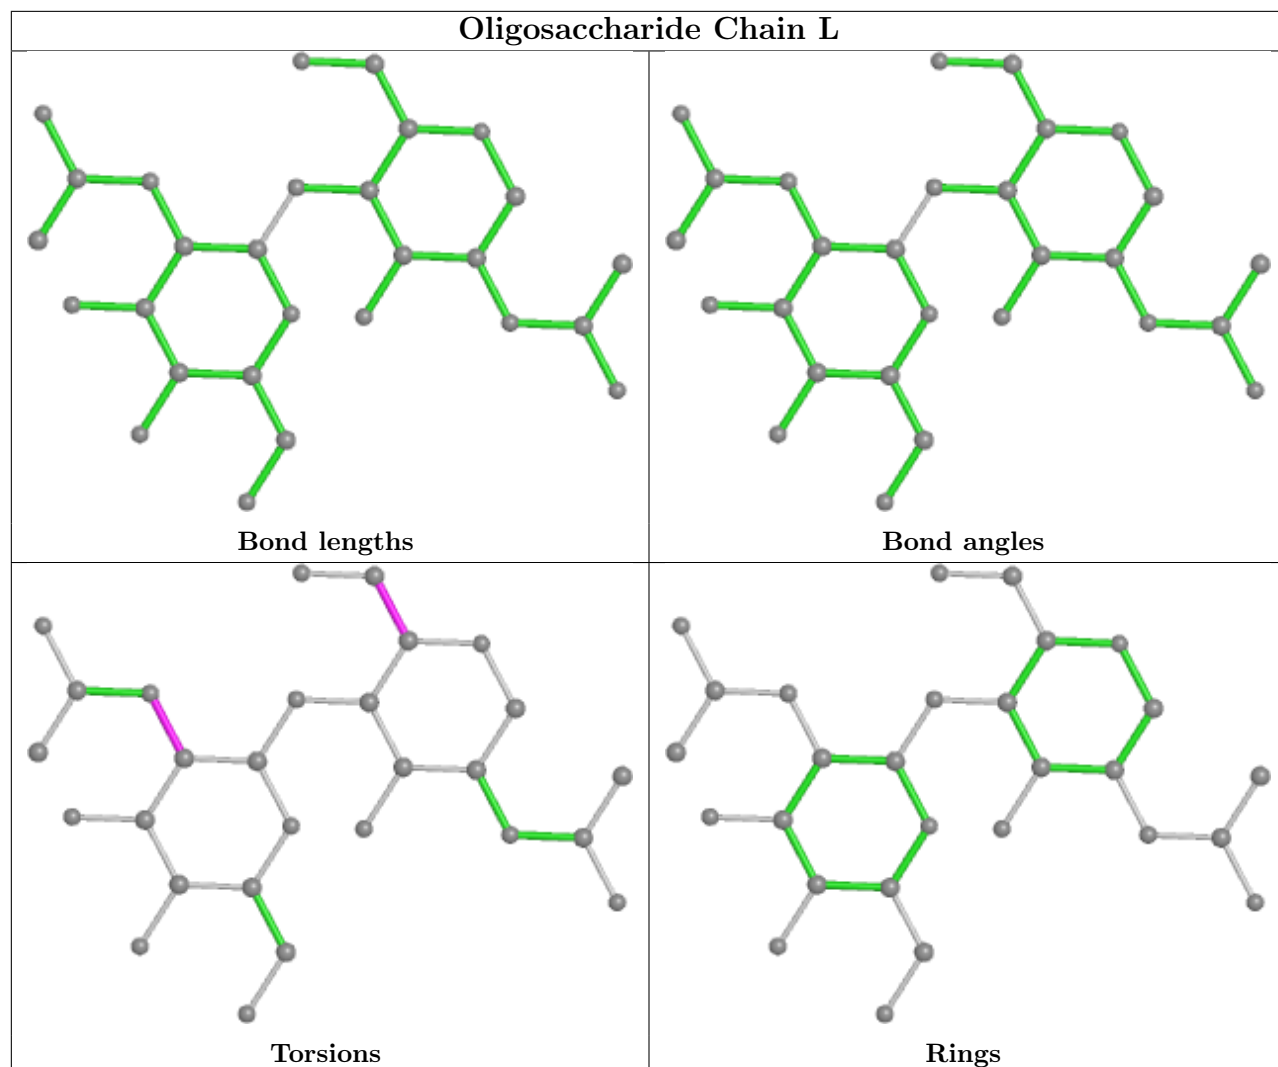 Oligosaccharide Chain L
Bond lengths
Bond angles
Torsions
Rings